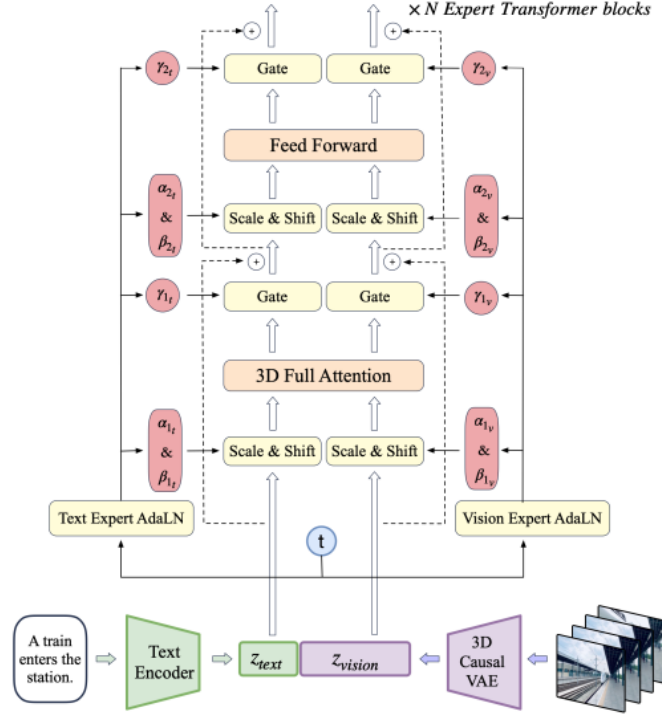 × N Expert Transformer blocks
+
+
γ2t
Gate
Gate
γ2v
Feed Forward
α2t
&
β2t
Scale & Shift
Scale & Shift
α2v
&
β2v
+
+
γ1t
Gate
Gate
γ1v
3D Full Attention
α1t
&
β1t
Scale & Shift
Scale & Shift
α1v
&
β1v
Text Expert AdaLN
Vision Expert AdaLN
t
A train
enters the
station.
Text
Encoder
ztext
zvision
3D
Causal
VAE